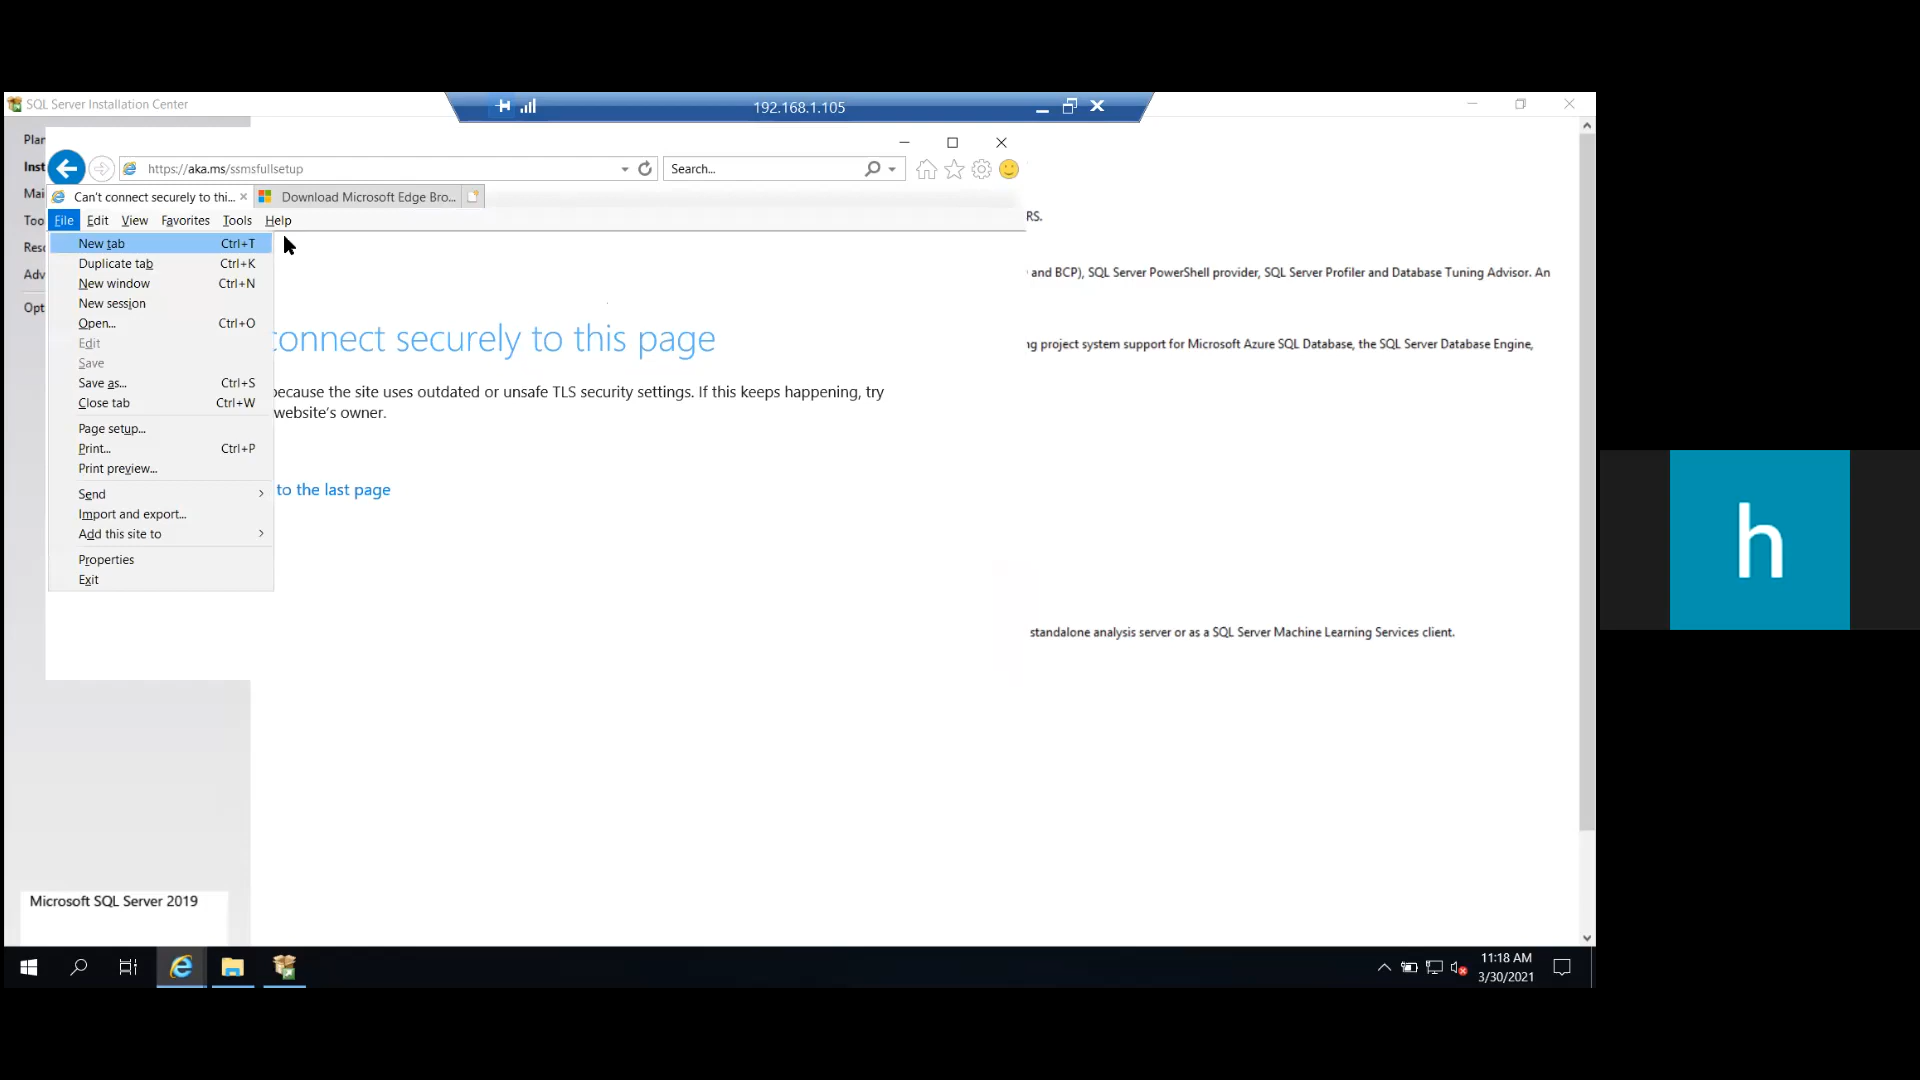 SQL Server Installation Center
192.168.1.105
Plar
Inst
Mai
Too
Reso
Adv
Opt
https://aka.ms/ssmsfullsetup
Search...
Can't connect securely to thi...
Download Microsoft Edge Bro...
File Edit View Favorites Tools Help
New tab Ctrl+T
Duplicate tab Ctrl+K
New window Ctrl+N
New session
Open... Ctrl+O
Edit
Save
Save as... Ctrl+S
Close tab Ctrl+W
Page setup...
Print... Ctrl+P
Print preview...
Send
Import and export...
Add this site to
Properties
Exit
connect securely to this page
because the site uses outdated or unsafe TLS security settings. If this keeps happening, try
website's owner.
to the last page
RS.
and BCP), SQL Server PowerShell provider, SQL Server Profiler and Database Tuning Advisor. An
ng project system support for Microsoft Azure SQL Database, the SQL Server Database Engine,
standalone analysis server or as a SQL Server Machine Learning Services client.
h
Microsoft SQL Server 2019
11:18 AM
3/30/2021